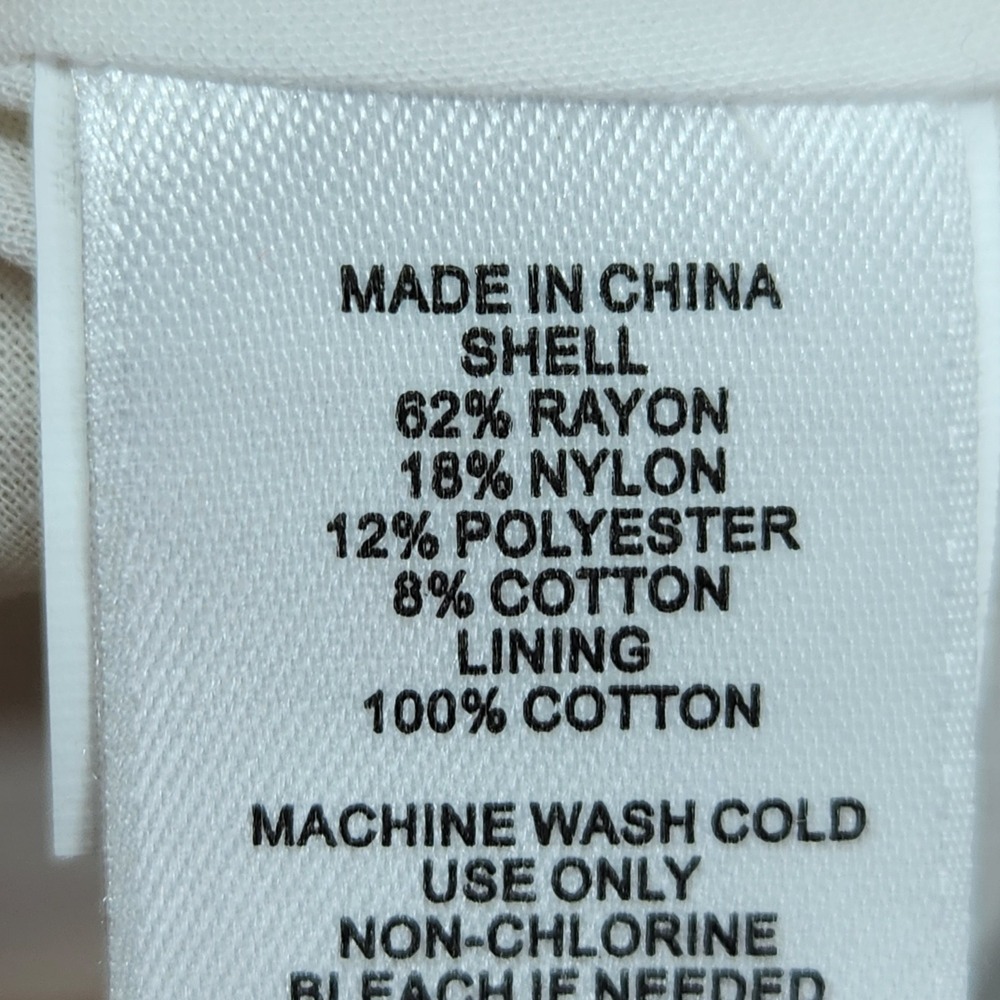 MADE IN CHINA
SHELL
62% RAYON
18% NYLON
12% POLYESTER
8% COTTON
LINING
100% COTTON
MACHINE WASH COLD
USE ONLY
NON-CHLORINE
BLEACH IF NEEDED